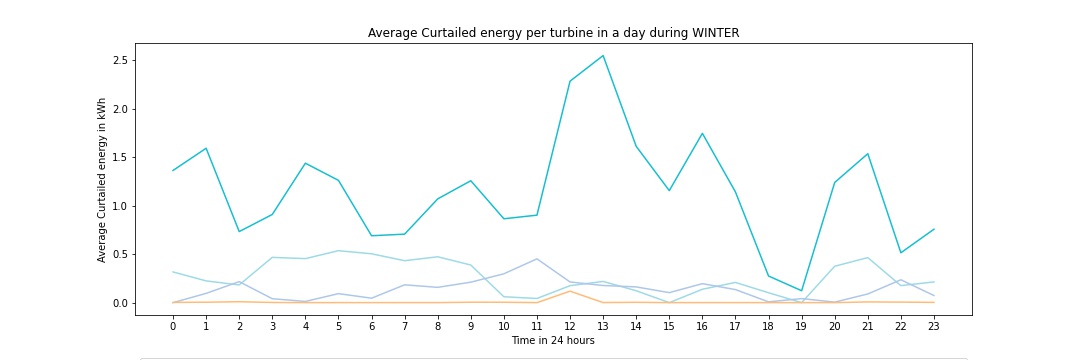 Average Curtailed energy per turbine in a day during WINTER
Average Curtailed energy in kWh
2.5
2.0
1.5
1.0
0.5
0.0
0 1 2 3 4 5 6 7 8 9 10 11 12 13 14 15 16 17 18 19 20 21 22 23
Time in 24 hours